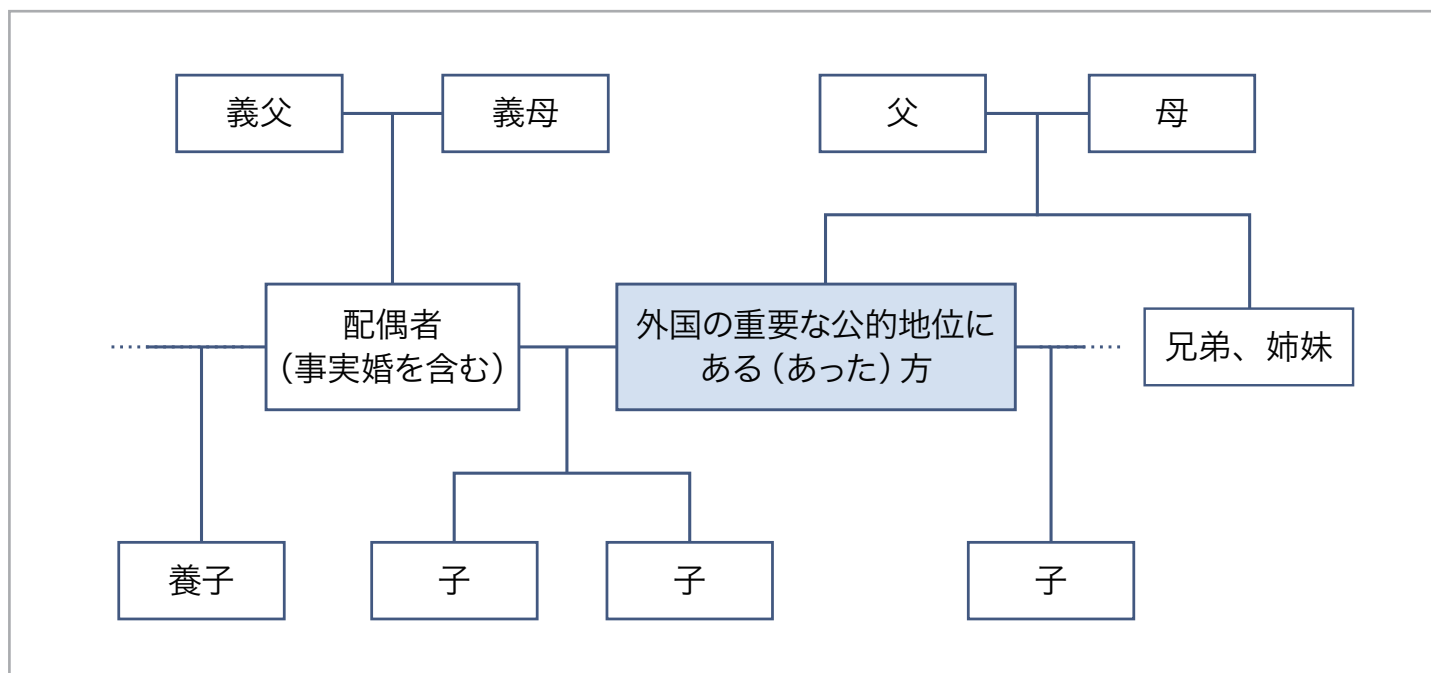 義父
義母
父
母
配偶者
（事実婚を含む）
外国の重要な公的地位に
ある（あった）方
兄弟、姉妹
養子
子
子
子